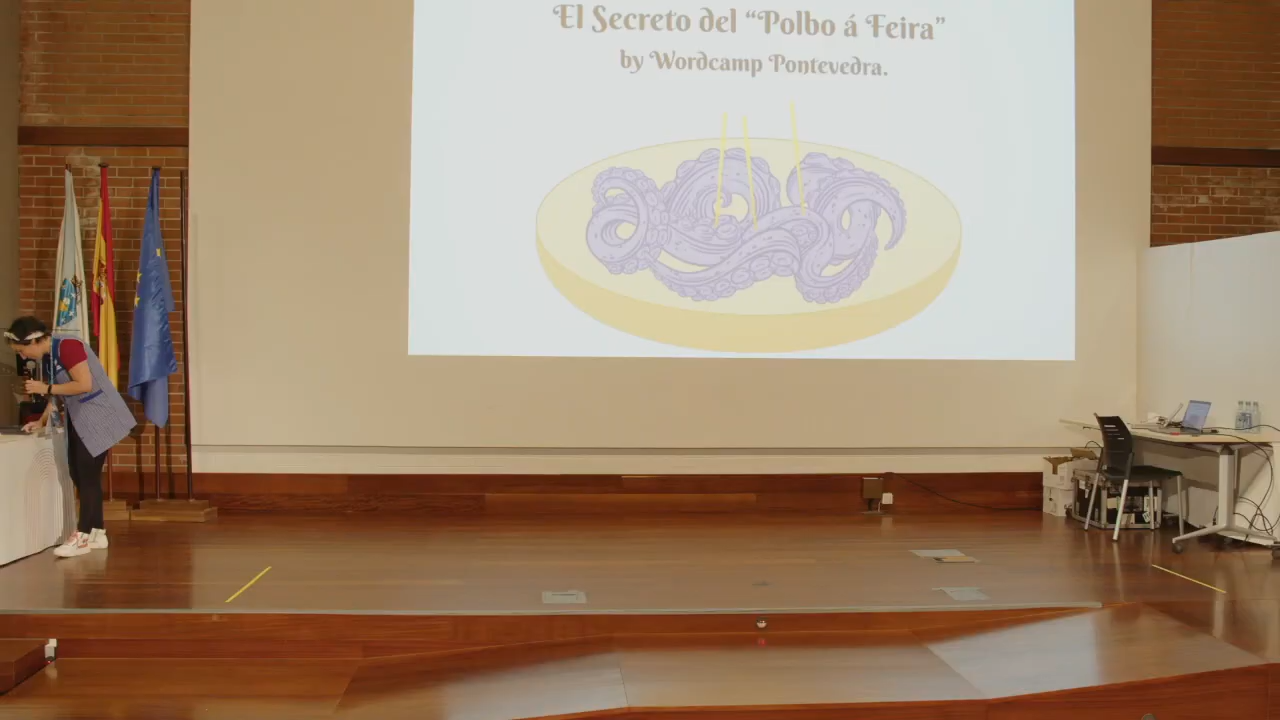 El Secreto del “Polbo á Feira”
by Wordcamp Pontevedra.